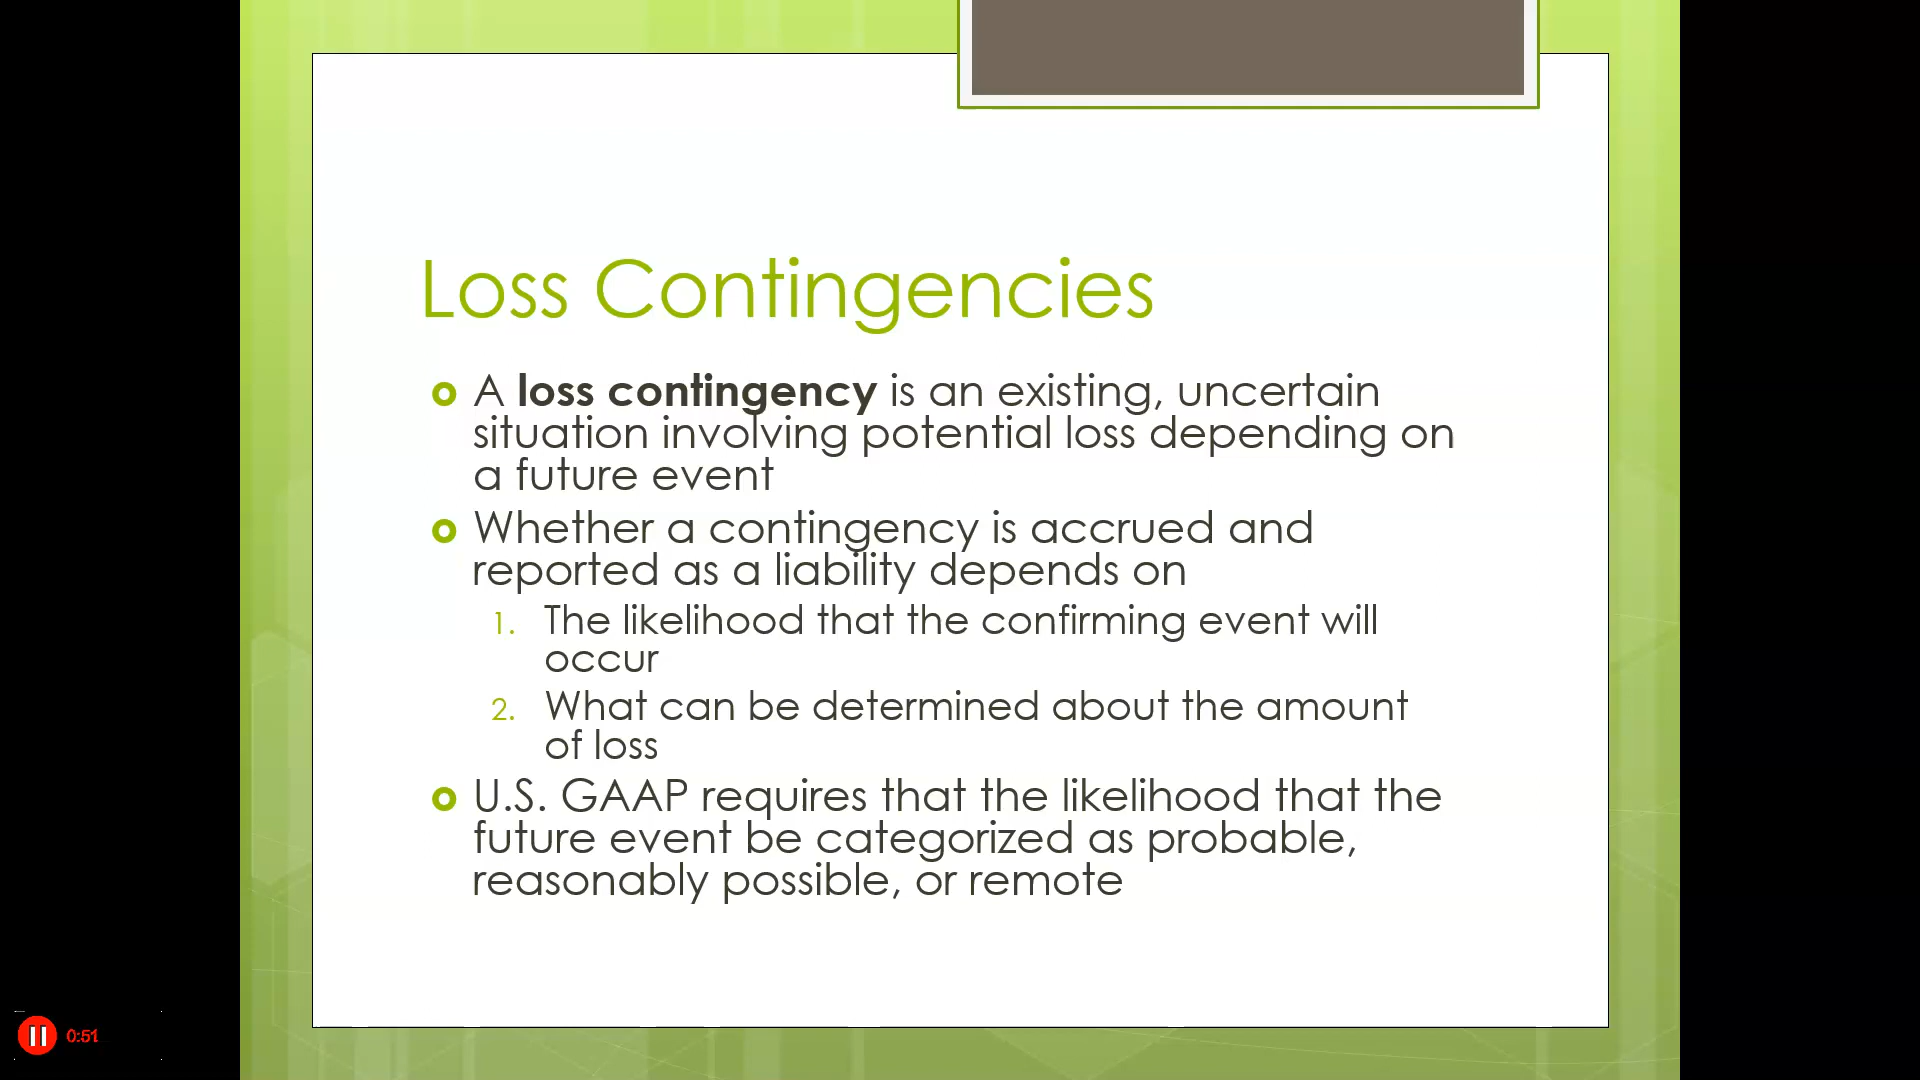 Loss Contingencies
A loss contingency is an existing, uncertain
situation involving potential loss depending on
a future event
Whether a contingency is accrued and
reported as a liability depends on
1. The likelihood that the confirming event will
occur
2. What can be determined about the amount
of loss
U.S. GAAP requires that the likelihood that the
future event be categorized as probable,
reasonably possible, or remote
0:51